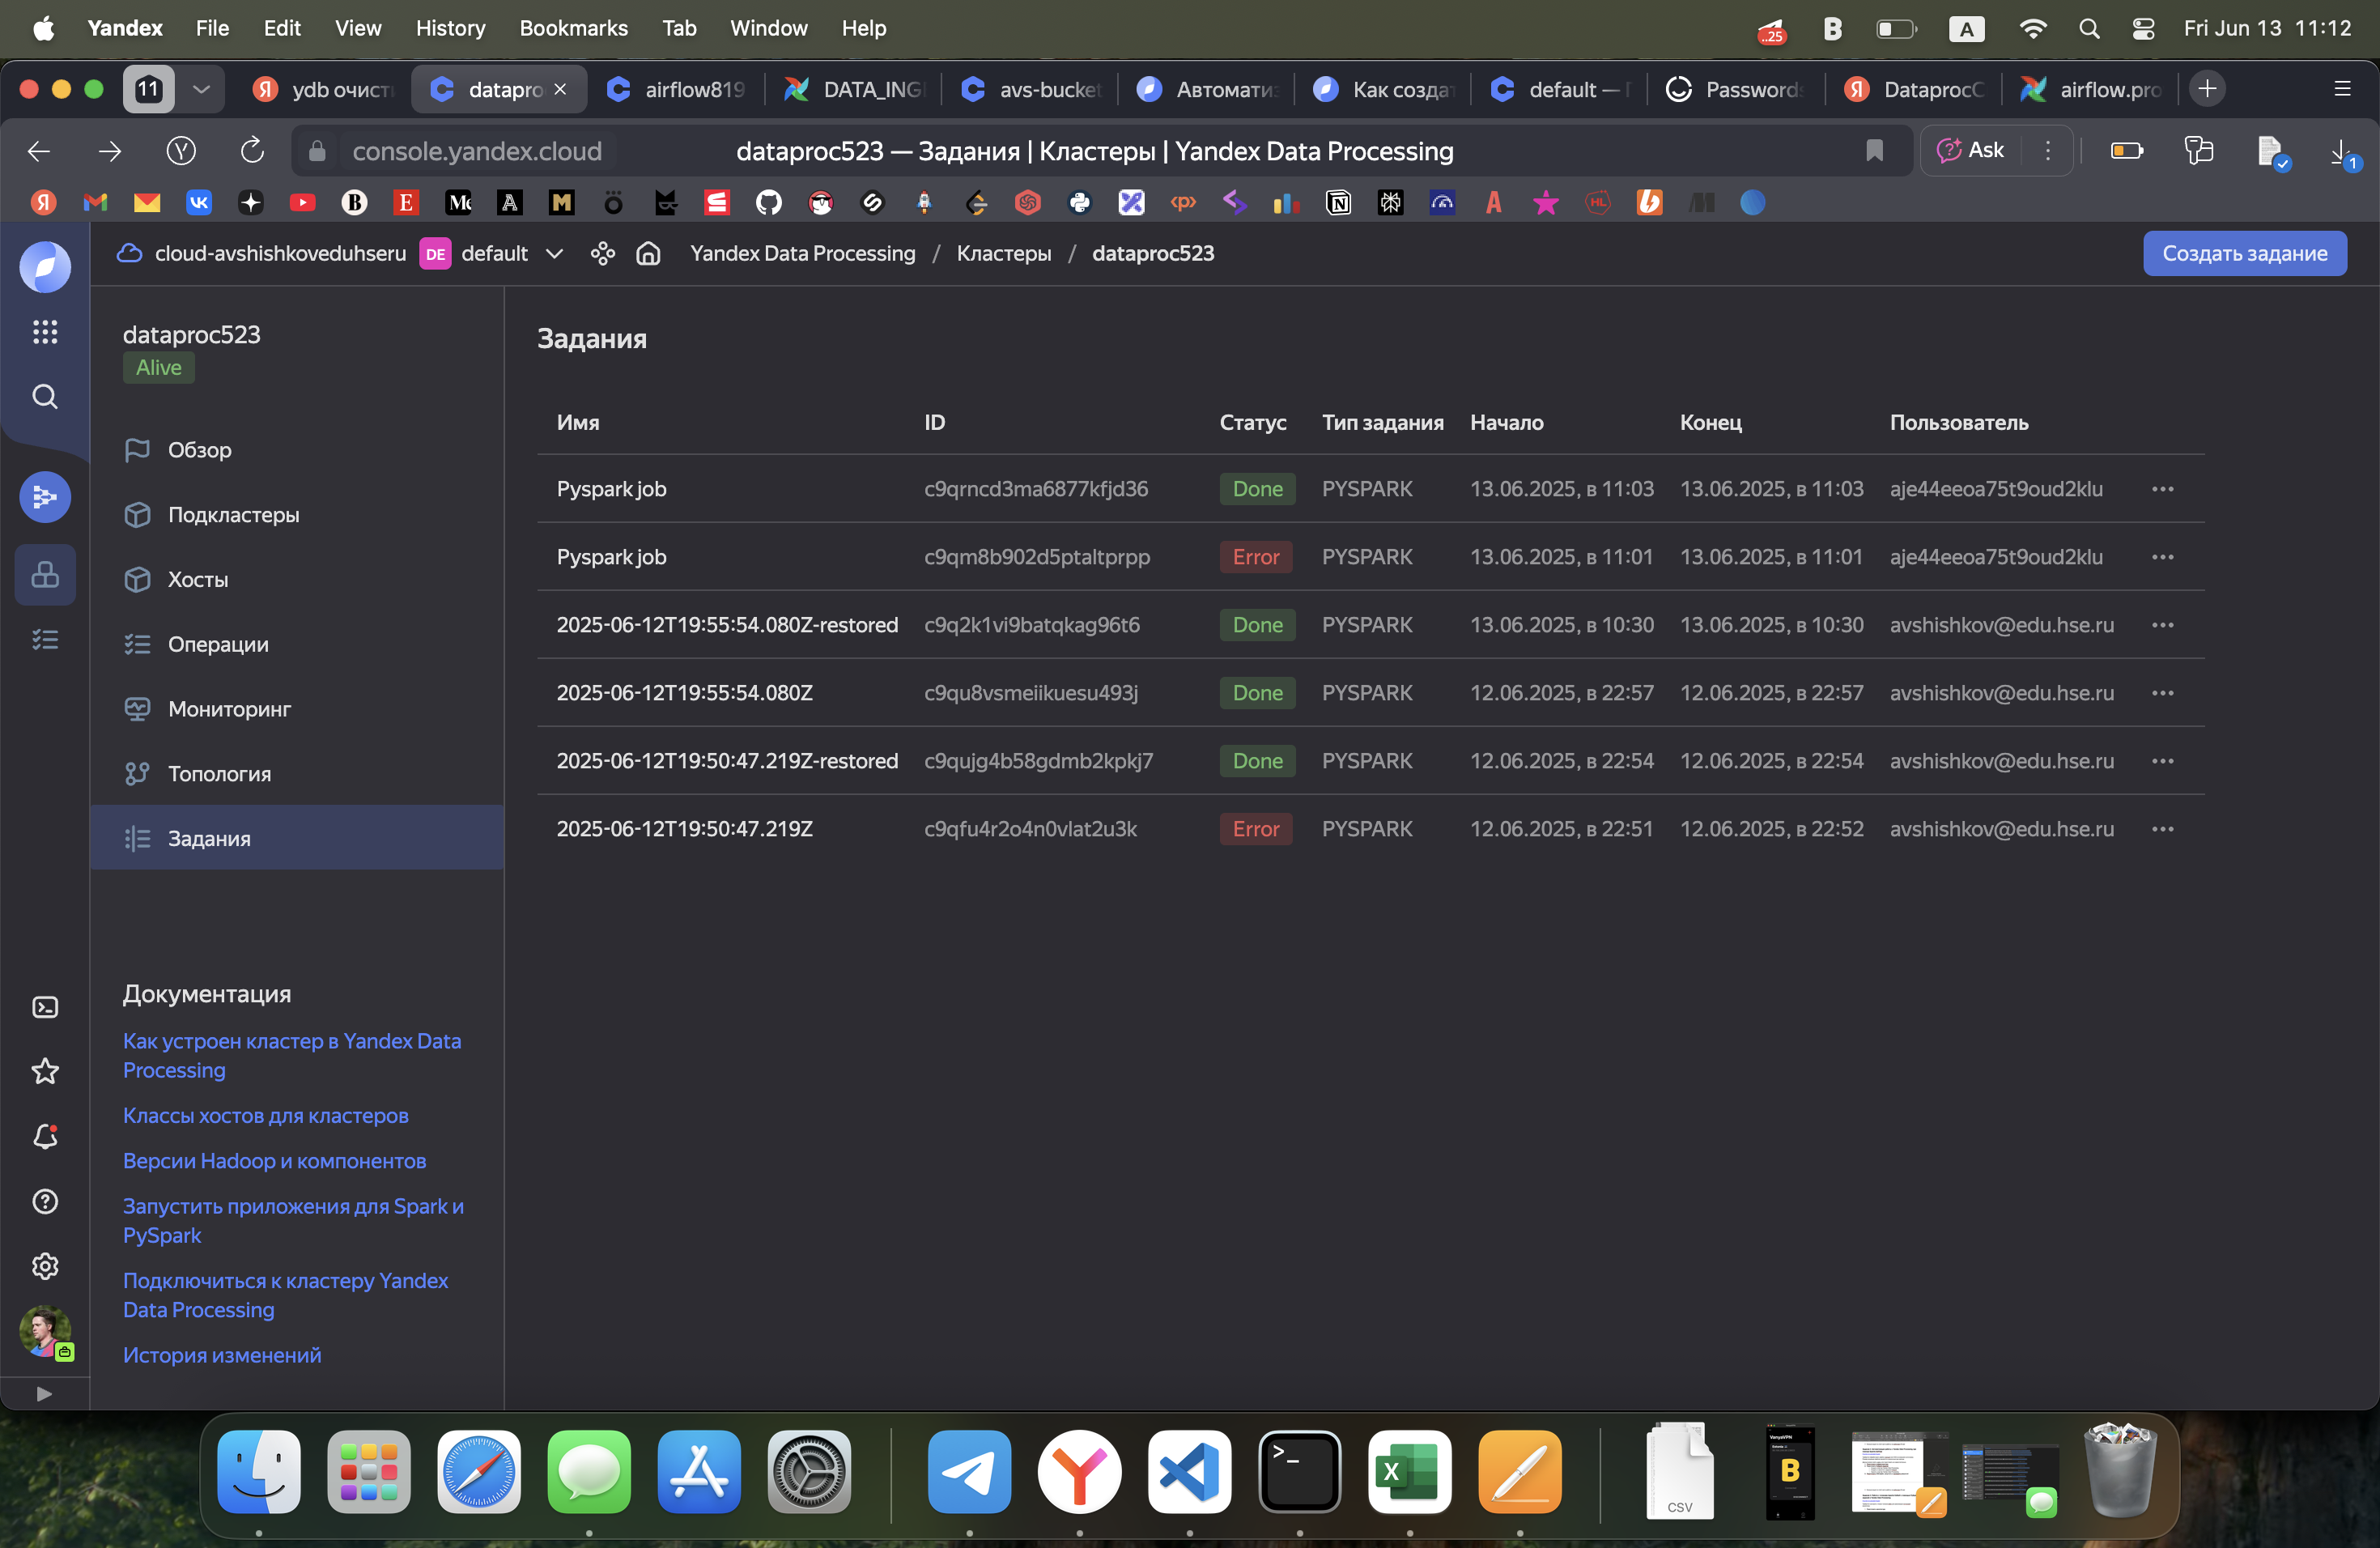 Yandex File Edit View History Bookmarks Tab Window Help ..25 B A Fri Jun 13 11:12
11 ydb очист datapro airflow819 DATA_ING avs-bucket Автомати Как созда default — Passwords DataprocC airflow.pro
console.yandex.cloud dataproc523 — Задания | Кластеры | Yandex Data Processing Ask 1
cloud-avshishkoveduhseru DE default Yandex Data Processing / Кластеры / dataproc523 Создать задание
dataproc523
Alive
Обзор
Подкластеры
Хосты
Операции
Мониторинг
Топология
Задания
Документация
Как устроен кластер в Yandex Data
Processing
Классы хостов для кластеров
Версии Hadoop и компонентов
Запустить приложения для Spark и
PySpark
Подключиться к кластеру Yandex
Data Processing
История изменений
Задания
Имя ID Статус Тип задания Начало Конец Пользователь
Pyspark job c9qrncd3ma6877kfjd36 Done PYSPARK 13.06.2025, в 11:03 13.06.2025, в 11:03 aje44eeoa75t9oud2klu
Pyspark job c9qm8b902d5ptaltprpp Error PYSPARK 13.06.2025, в 11:01 13.06.2025, в 11:01 aje44eeoa75t9oud2klu
2025-06-12T19:55:54.080Z-restored c9q2k1vi9batqkag96t6 Done PYSPARK 13.06.2025, в 10:30 13.06.2025, в 10:30 avshishkov@edu.hse.ru
2025-06-12T19:55:54.080Z c9qu8vsmeiikuesu493j Done PYSPARK 12.06.2025, в 22:57 12.06.2025, в 22:57 avshishkov@edu.hse.ru
2025-06-12T19:50:47.219Z-restored c9qujg4b58gdmb2kpkj7 Done PYSPARK 12.06.2025, в 22:54 12.06.2025, в 22:54 avshishkov@edu.hse.ru
2025-06-12T19:50:47.219Z c9qfu4r2o4n0vlat2u3k Error PYSPARK 12.06.2025, в 22:51 12.06.2025, в 22:52 avshishkov@edu.hse.ru
CSV